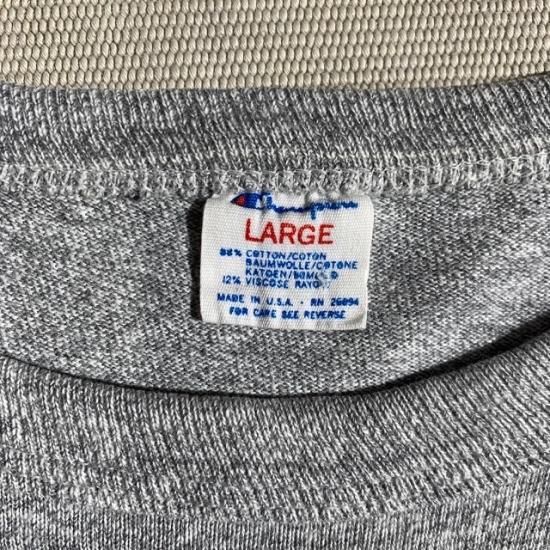 Champion
LARGE
88% COTTON/COTON
BAUMWOLLE/COTONE
KATOEN/BOMULD
12% VISCOSE RAYON
MADE IN U.S.A. - RN 26094
FOR CARE SEE REVERSE